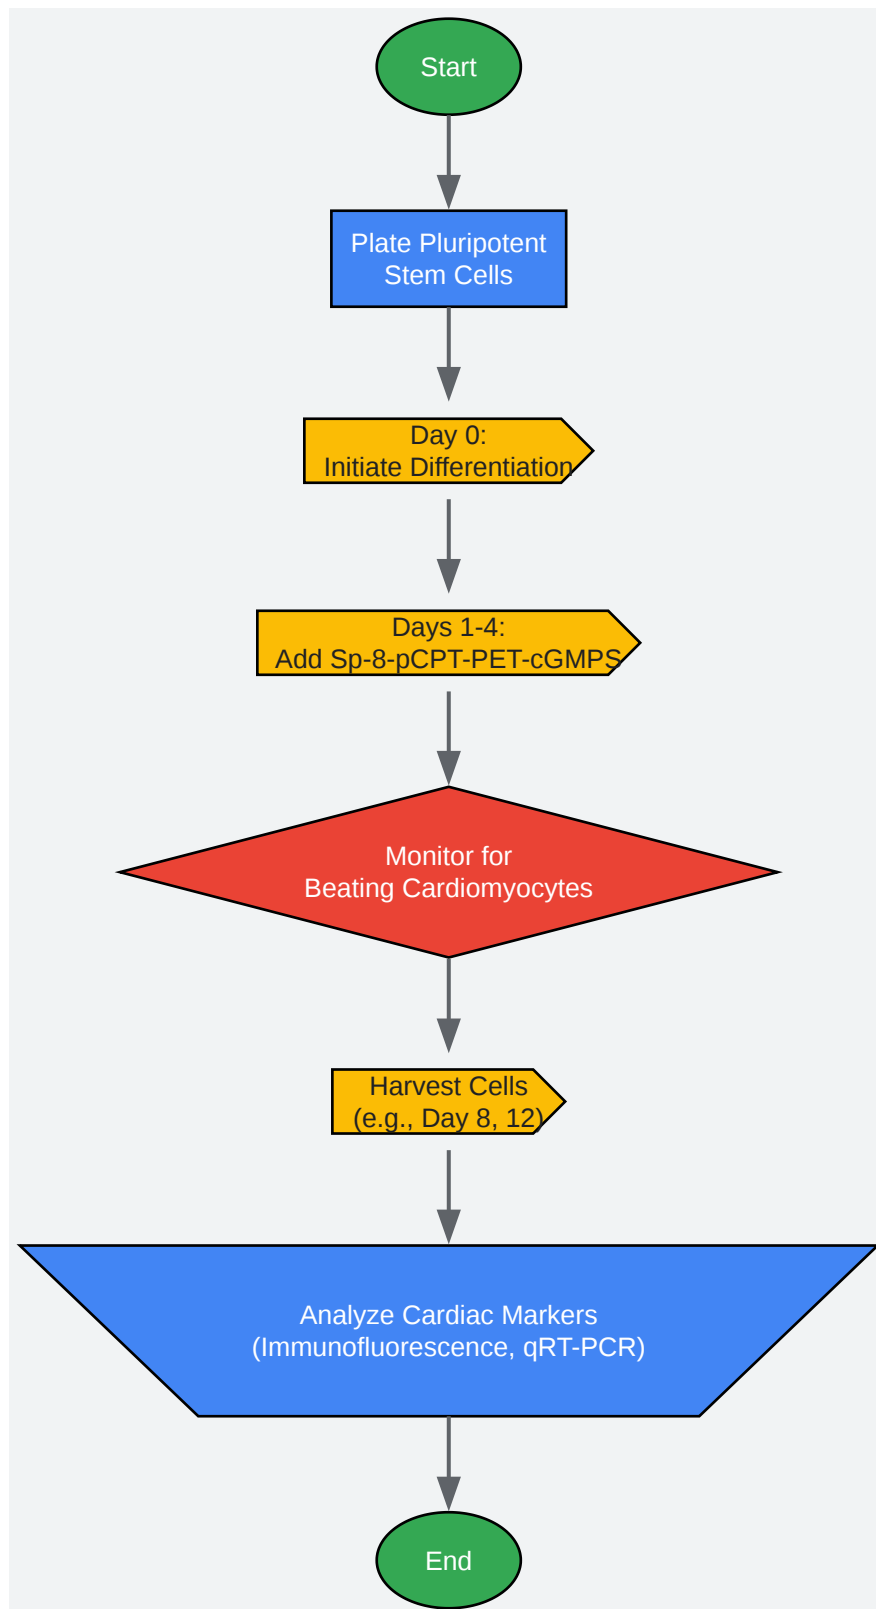 Start
Plate Pluripotent
Stem Cells
Day 0:
Initiate Differentiation
Days 1-4:
Add Sp-8-pCPT-PET-cGMPS
Monitor for
Beating Cardiomyocytes
Harvest Cells
(e.g., Day 8, 12)
Analyze Cardiac Markers
(Immunofluorescence, qRT-PCR)
End